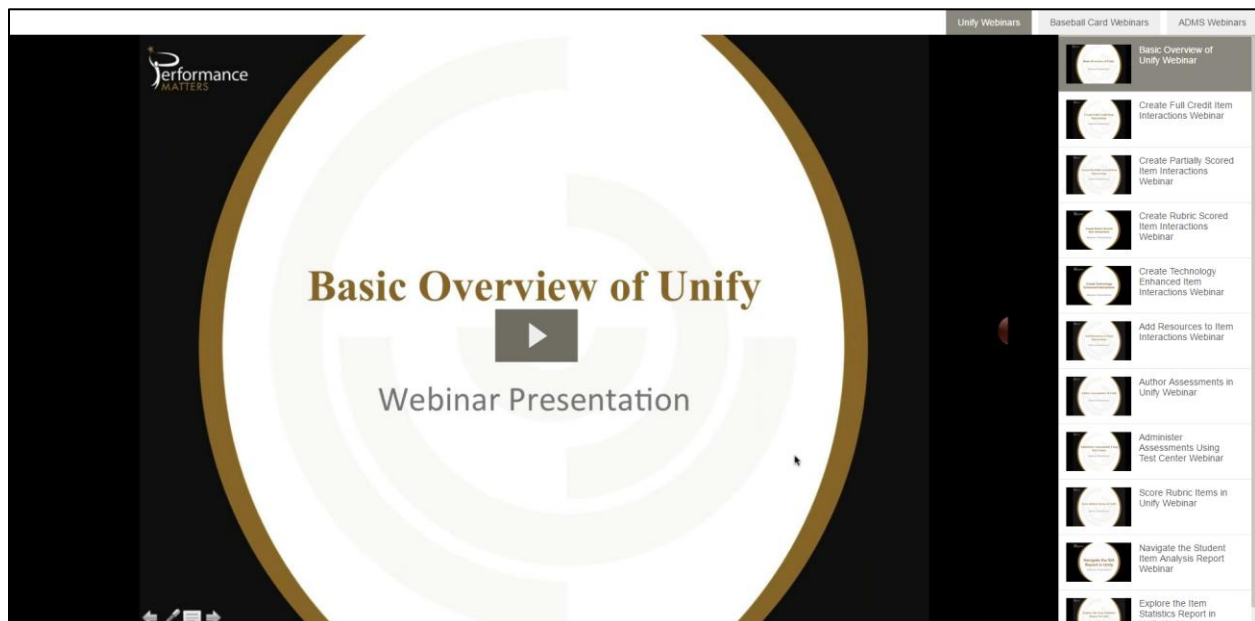 Unify Webinars
Baseball Card Webinars
ADMS Webinars
Performance
MATTERS
Basic Overview of Unify
Webinar Presentation
Basic Overview of
Unify Webinar
Create Full Credit Item
Interactions Webinar
Create Partially Scored
Item Interactions
Webinar
Create Rubric Scored
Item Interactions
Webinar
Create Technology
Enhanced Item
Interactions Webinar
Add Resources to Item
Interactions Webinar
Author Assessments in
Unify Webinar
Administer
Assessments Using
Test Center Webinar
Score Rubric Items in
Unify Webinar
Navigate the Student
Item Analysis Report
Webinar
Explore the Item
Statistics Report in